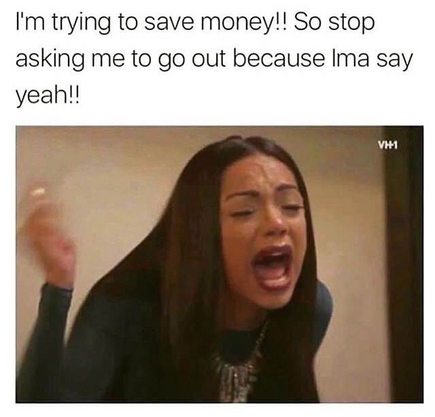 I'm trying to save money!! So stop
asking me to go out because Ima say
yeah!!
VH1